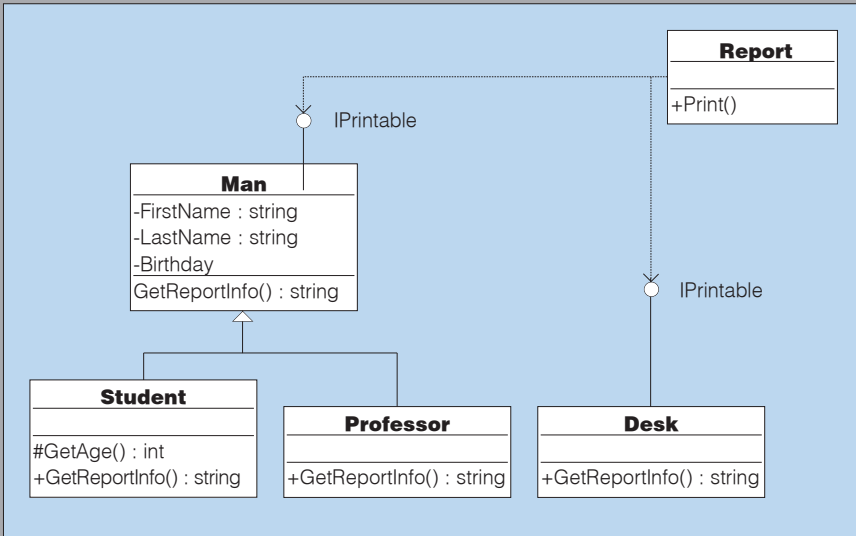 Report
+Print()
IPrintable
Man
-FirstName : string
-LastName : string
-Birthday
GetReportInfo() : string
IPrintable
Student
#GetAge() : int
+GetReportInfo() : string
Professor
+GetReportInfo() : string
Desk
+GetReportInfo() : string